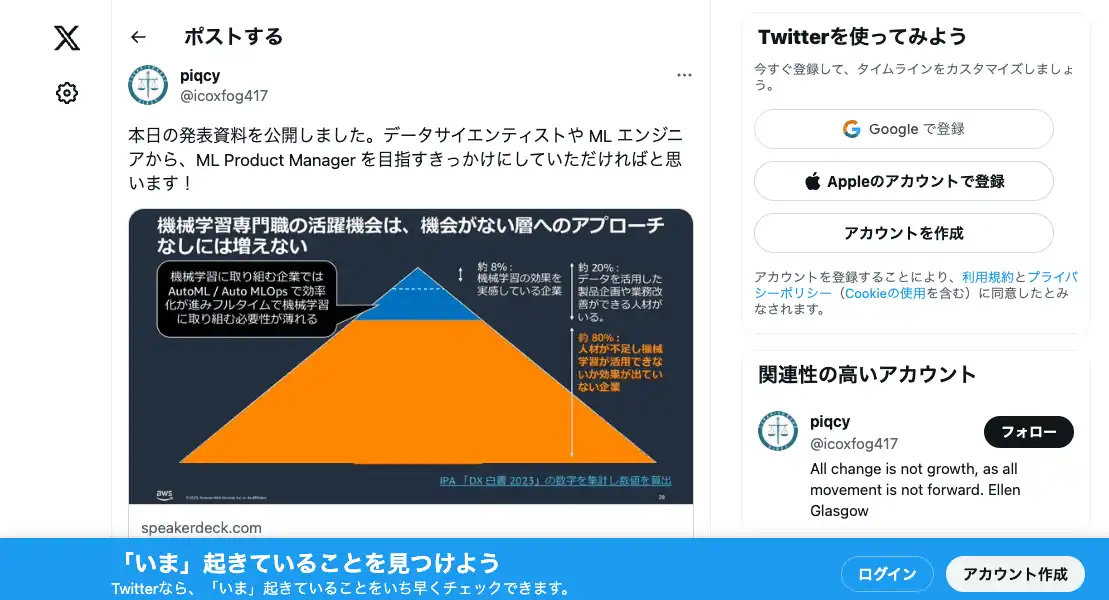 ポストする
piqcy
@icoxfog417
本日の発表資料を公開しました。データサイエンティストや ML エンジニ
アから、ML Product Manager を目指すきっかけにしていただければと思
います！
機械学習専門職の活躍機会は、機会がない層へのアプローチ
なしには増えない
機械学習に取り組む企業では
AutoML / Auto MLOps で効率
化が進みフルタイムで機械学習
に取り組む必要性が薄れる
約 8% :
機械学習の効果を
実感している企業
約 20% :
データを活用した
製品企画や業務改
善ができる人材が
いる。
約 80% :
人材が不足し機械
学習が活用できな
いか効果が出てい
ない企業
IPA 「DX 白書 2023」の数字を集計し数値を算出
aws
© 2023, Amazon Web Services, Inc. or its affiliates.
28
speakerdeck.com
Twitterを使ってみよう
今すぐ登録して、タイムラインをカスタマイズしましょ
う。
Google で登録
Appleのアカウントで登録
アカウントを作成
アカウントを登録することにより、利用規約とプライバ
シーポリシー（Cookieの使用を含む）に同意したとみ
なされます。
関連性の高いアカウント
piqcy
@icoxfog417
フォロー
All change is not growth, as all
movement is not forward. Ellen
Glasgow
「いま」起きていることを見つけよう
Twitterなら、「いま」起きていることをいち早くチェックできます。
ログイン
アカウント作成